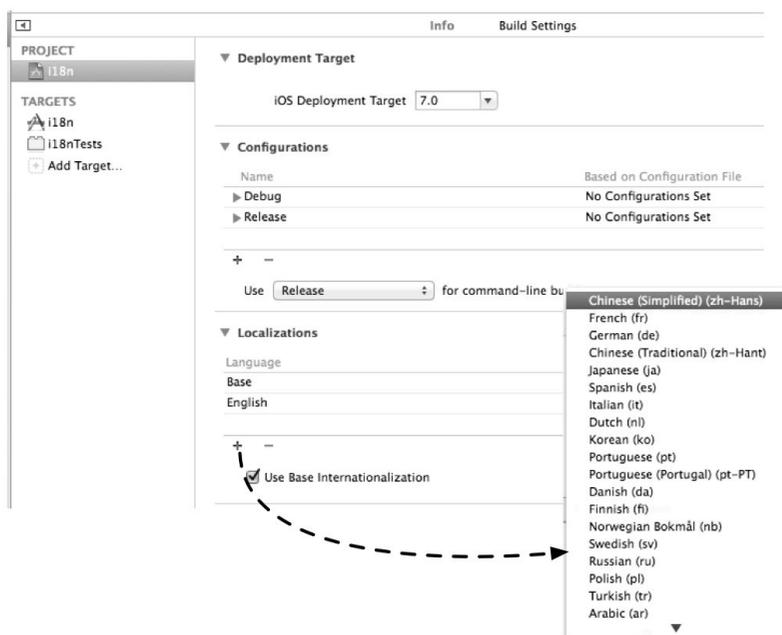 Info Build Settings
PROJECT
i18n
TARGETS
i18n
i18nTests
Add Target...
Deployment Target
iOS Deployment Target 7.0
Configurations
Name Based on Configuration File
Debug No Configurations Set
Release No Configurations Set
+ −
Use Release for command-line bu
Localizations
Language
Base
English
+ −
Use Base Internationalization
Chinese (Simplified) (zh-Hans)
French (fr)
German (de)
Chinese (Traditional) (zh-Hant)
Japanese (ja)
Spanish (es)
Italian (it)
Dutch (nl)
Korean (ko)
Portuguese (pt)
Portuguese (Portugal) (pt-PT)
Danish (da)
Finnish (fi)
Norwegian Bokmål (nb)
Swedish (sv)
Russian (ru)
Polish (pl)
Turkish (tr)
Arabic (ar)